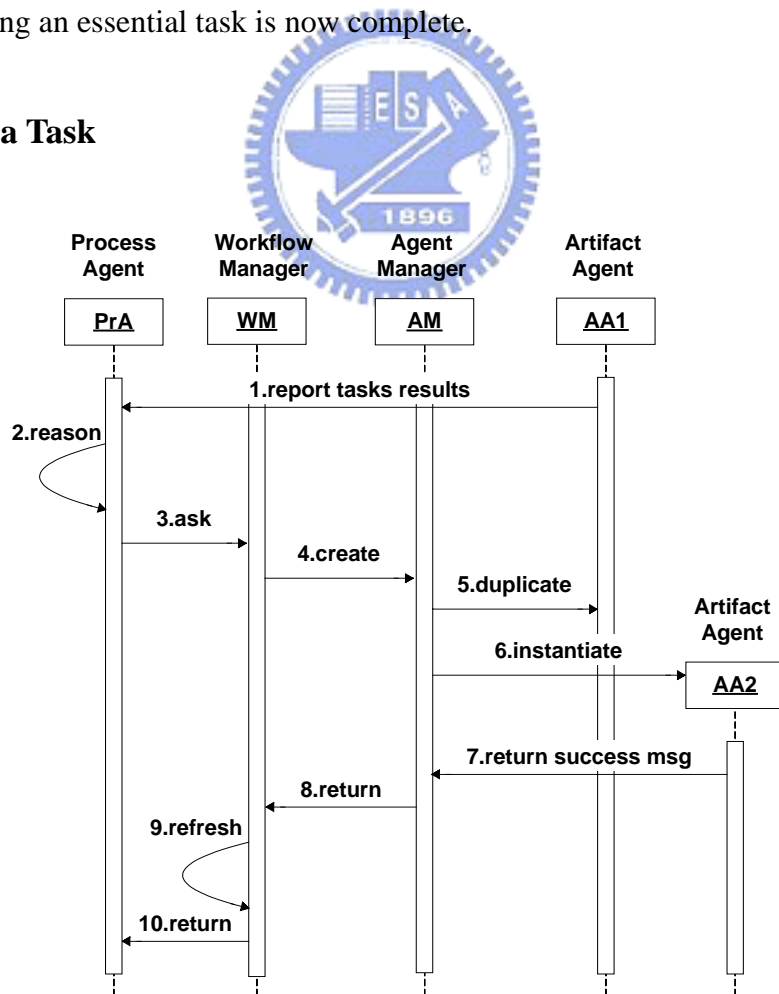 ng an essential task is now complete.
a Task
E S A
1896
Process Agent
Workflow Manager
Agent Manager
Artifact Agent
PrA
WM
AM
AA1
1.report tasks results
2.reason
3.ask
4.create
5.duplicate
Artifact Agent
6.instantiate
AA2
7.return success msg
8.return
9.refresh
10.return